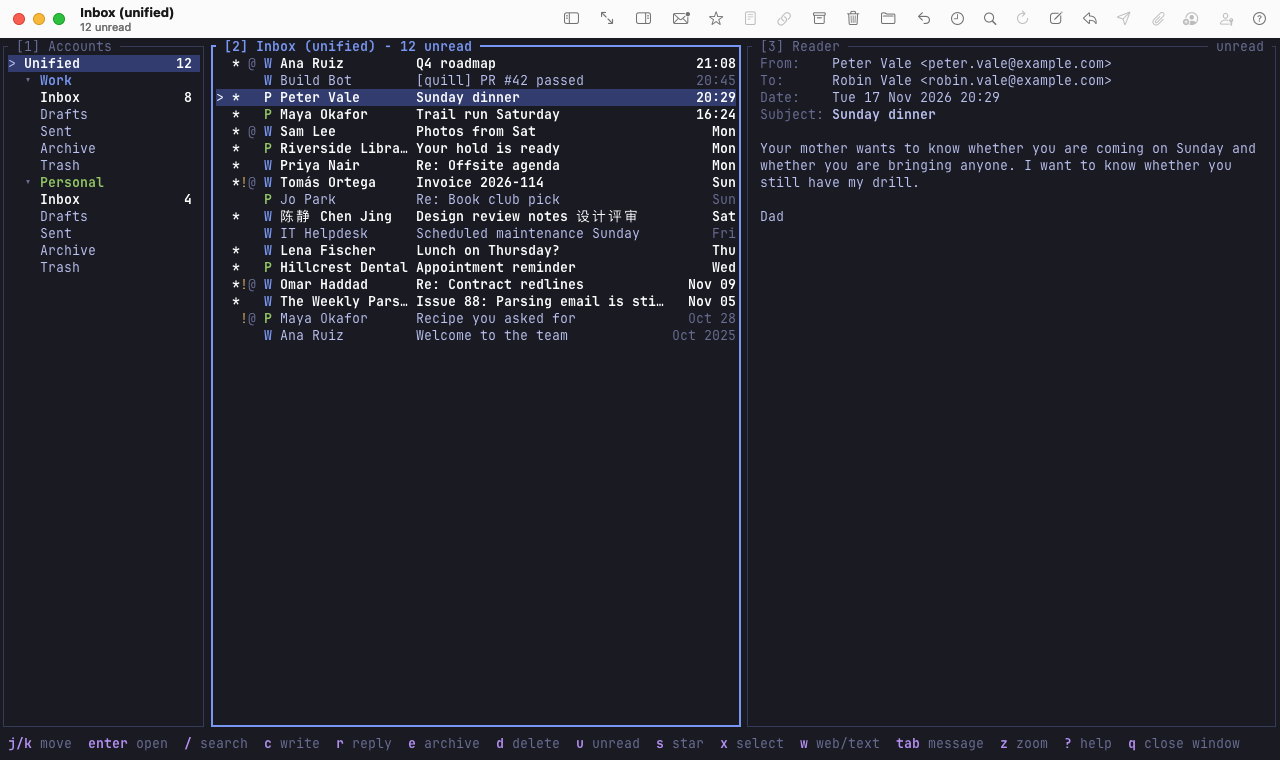 Inbox (unified)
12 unread
[1] Accounts
> Unified 12
Work
Inbox 8
Drafts
Sent
Archive
Trash
Personal
Inbox 4
Drafts
Sent
Archive
Trash
[2] Inbox (unified) - 12 unread
* @ W Ana Ruiz Q4 roadmap 21:08
W Build Bot [quill] PR #42 passed 20:45
> * P Peter Vale Sunday dinner 20:29
* P Maya Okafor Trail run Saturday 16:24
* @ W Sam Lee Photos from Sat Mon
* P Riverside Libra… Your hold is ready Mon
* W Priya Nair Re: Offsite agenda Mon
*!@ W Tomás Ortega Invoice 2026-114 Sun
P Jo Park Re: Book club pick Sun
* W 陈静 Chen Jing Design review notes 设计评审 Sat
W IT Helpdesk Scheduled maintenance Sunday Fri
* W Lena Fischer Lunch on Thursday? Thu
* P Hillcrest Dental Appointment reminder Wed
*!@ W Omar Haddad Re: Contract redlines Nov 09
* W The Weekly Pars… Issue 88: Parsing email is sti… Nov 05
!@ P Maya Okafor Recipe you asked for Oct 28
W Ana Ruiz Welcome to the team Oct 2025
[3] Reader unread
From: Peter Vale <peter.vale@example.com>
To: Robin Vale <robin.vale@example.com>
Date: Tue 17 Nov 2026 20:29
Subject: Sunday dinner
Your mother wants to know whether you are coming on Sunday and
whether you are bringing anyone. I want to know whether you
still have my drill.
Dad
j/k move enter open / search c write r reply e archive d delete u unread s star x select w web/text tab message z zoom ? help q close window